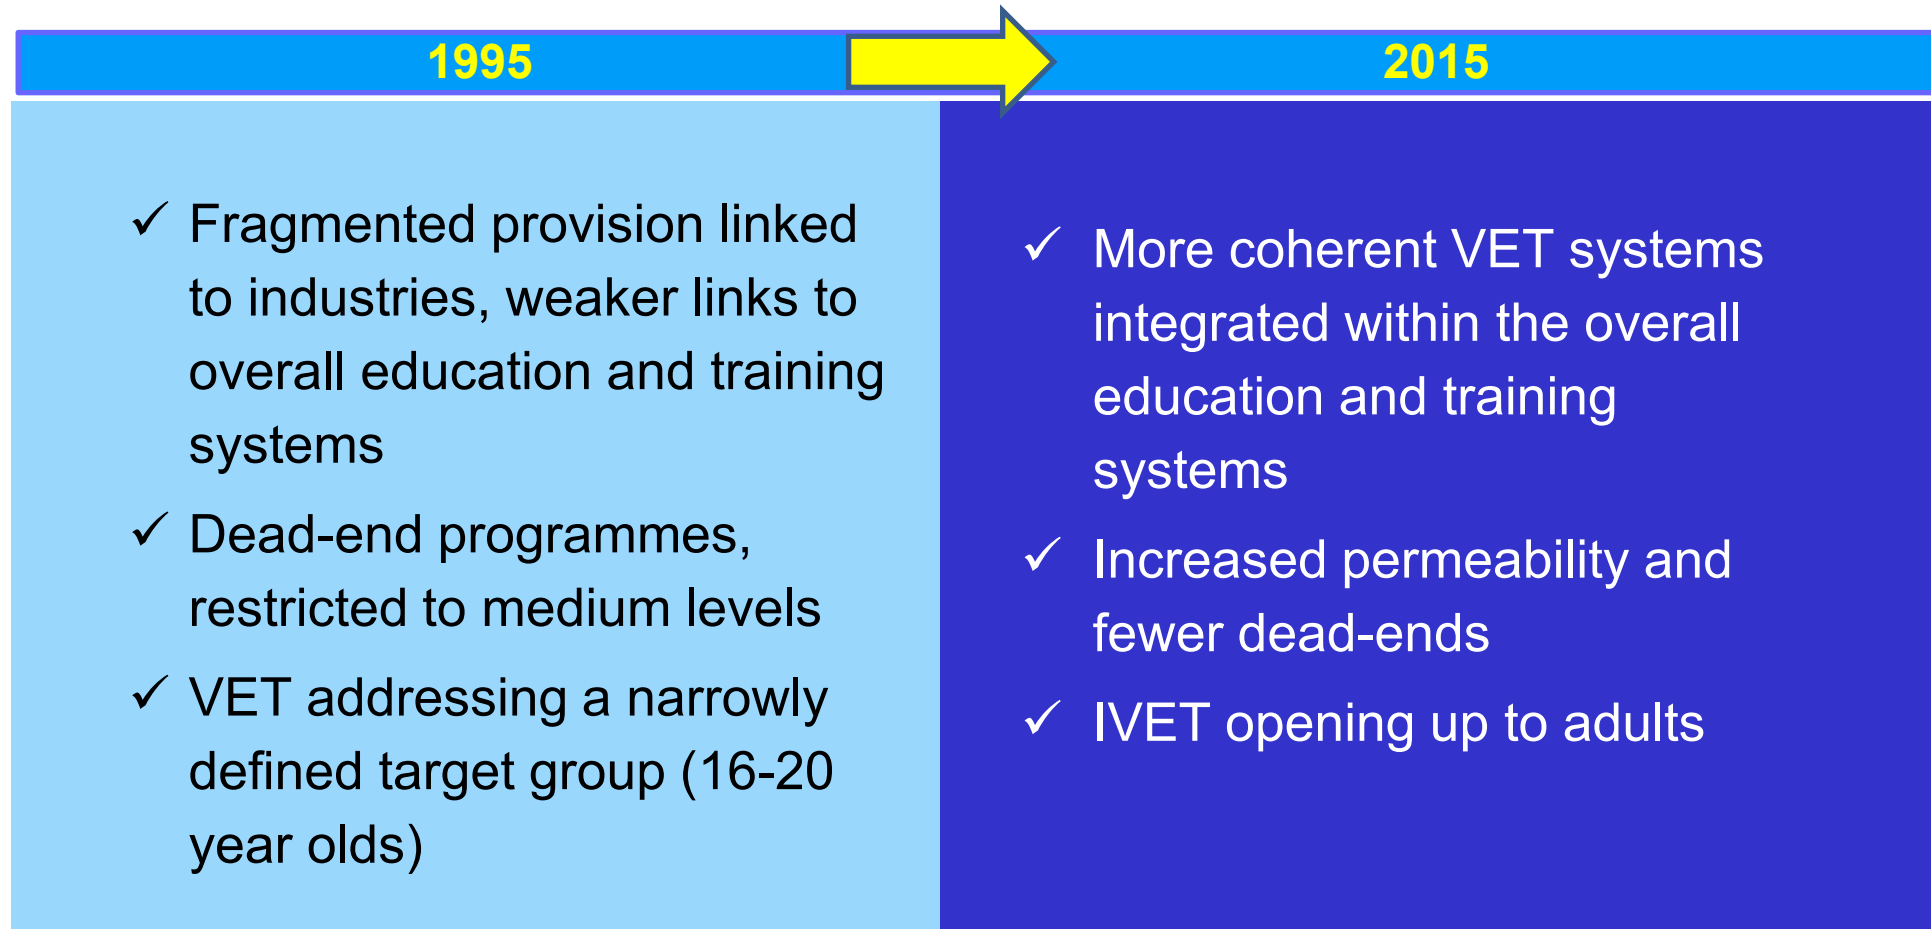 1995
2015
✓ Fragmented provision linked
to industries, weaker links to
overall education and training
systems
✓ Dead-end programmes,
restricted to medium levels
✓ VET addressing a narrowly
defined target group (16-20
year olds)
✓ More coherent VET systems
integrated within the overall
education and training
systems
✓ Increased permeability and
fewer dead-ends
✓ IVET opening up to adults